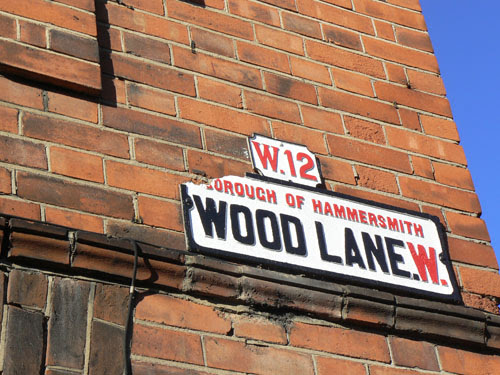 W.12
BOROUGH OF HAMMERSMITH
WOOD LANE.W.